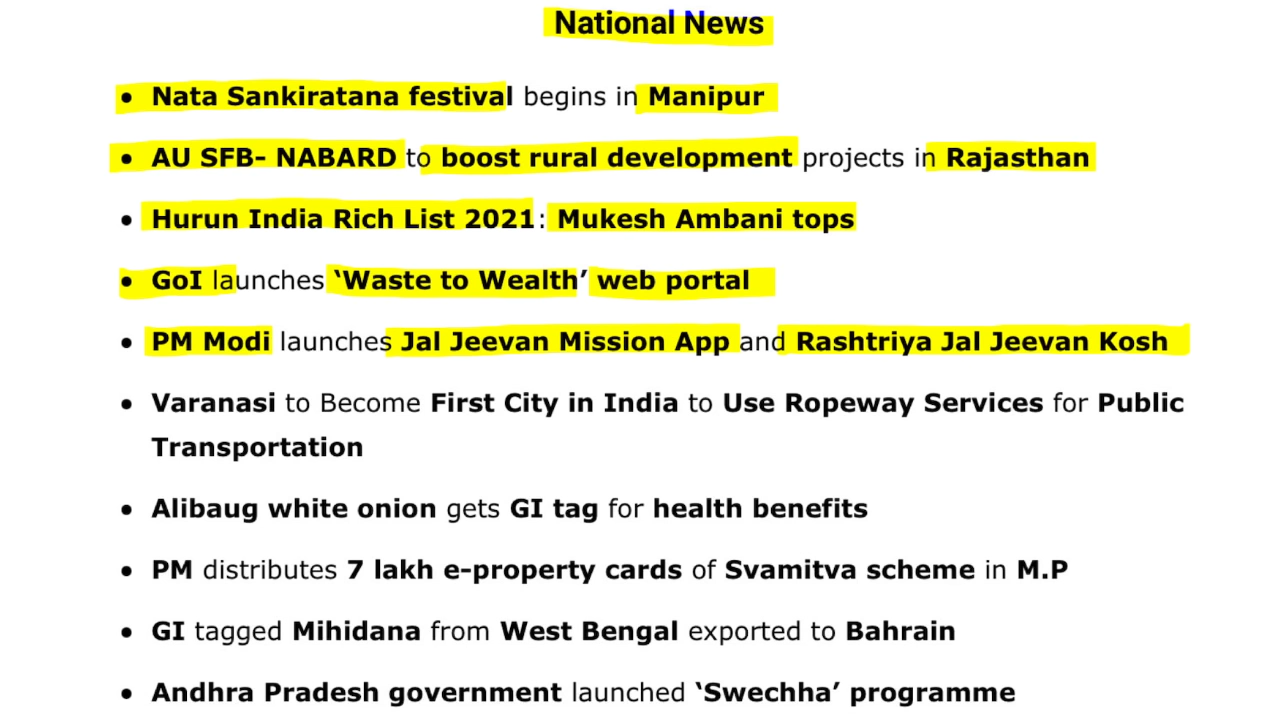 National News
• Nata Sankiratana festival begins in Manipur
• AU SFB- NABARD to boost rural development projects in Rajasthan
• Hurun India Rich List 2021: Mukesh Ambani tops
• GoI launches ‘Waste to Wealth’ web portal
• PM Modi launches Jal Jeevan Mission App and Rashtriya Jal Jeevan Kosh
• Varanasi to Become First City in India to Use Ropeway Services for Public
Transportation
• Alibaug white onion gets GI tag for health benefits
• PM distributes 7 lakh e-property cards of Svamitva scheme in M.P
• GI tagged Mihidana from West Bengal exported to Bahrain
• Andhra Pradesh government launched ‘Swechha’ programme